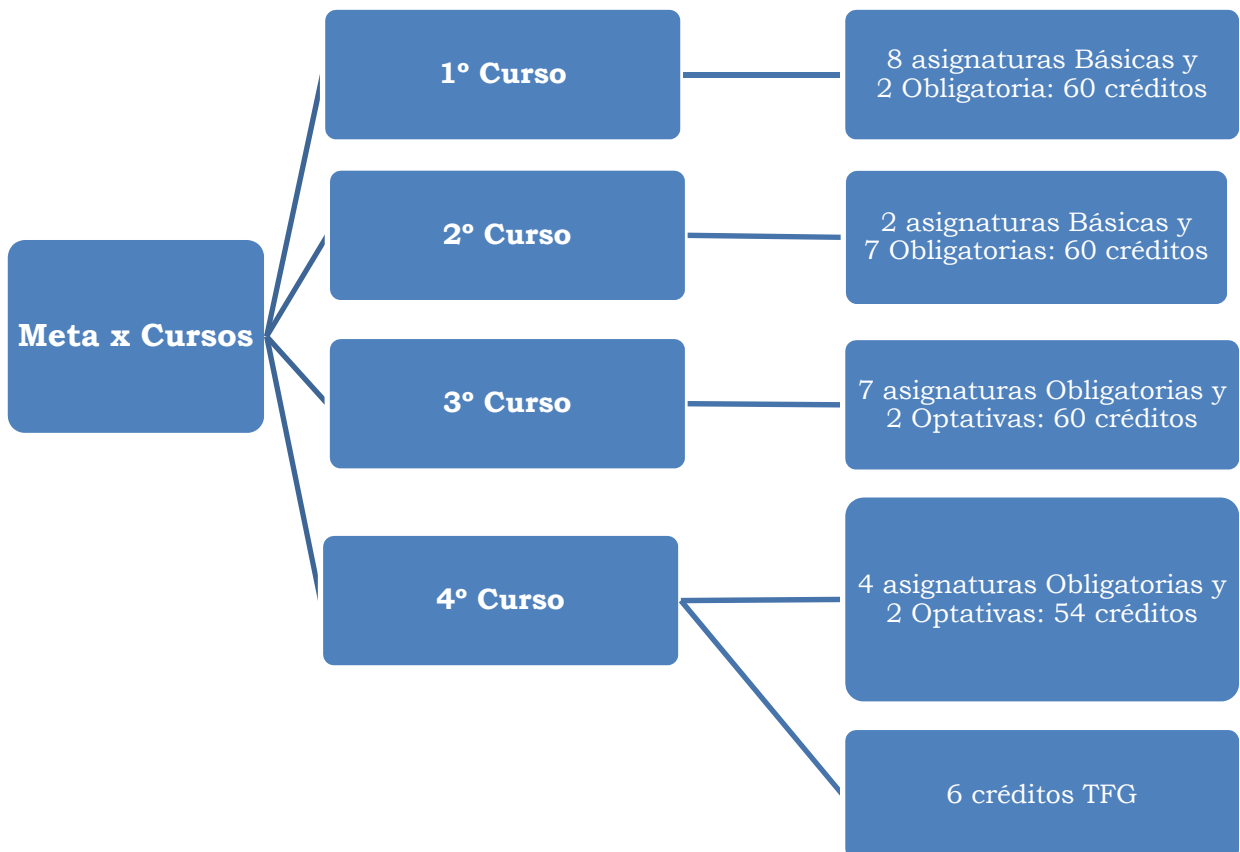 Meta x Cursos
1º Curso
8 asignaturas Básicas y
2 Obligatoria: 60 créditos
2º Curso
2 asignaturas Básicas y
7 Obligatorias: 60 créditos
3º Curso
7 asignaturas Obligatorias y
2 Optativas: 60 créditos
4º Curso
4 asignaturas Obligatorias y
2 Optativas: 54 créditos
6 créditos TFG